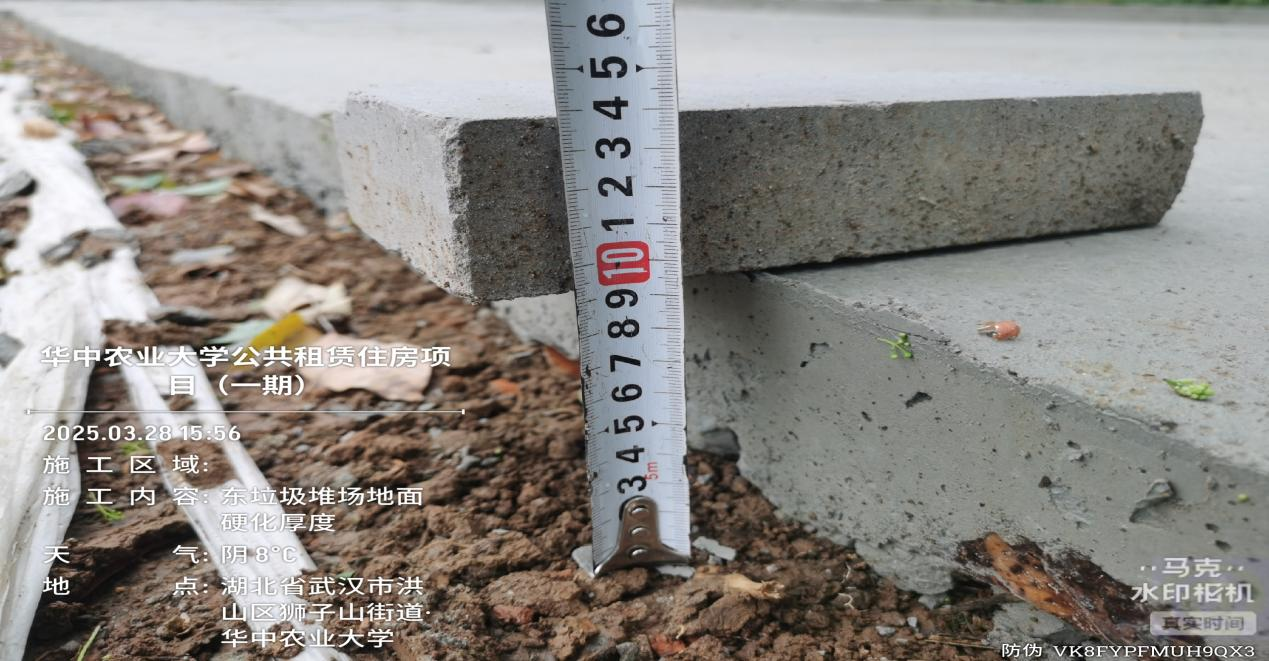 6
5
4
3
2
1
10
9
8
7
6
5
4
3
5m
华中农业大学公共租赁住房项
目（一期）
2025.03.28 15:56
施工区域:
施工内容: 东垃圾堆场地面
硬化厚度
天气: 阴 8°C
地点: 湖北省武汉市洪
山区狮子山街道·
华中农业大学
马克
水印相机
真实时间
防伪 VK8FYPFMUH9QX3